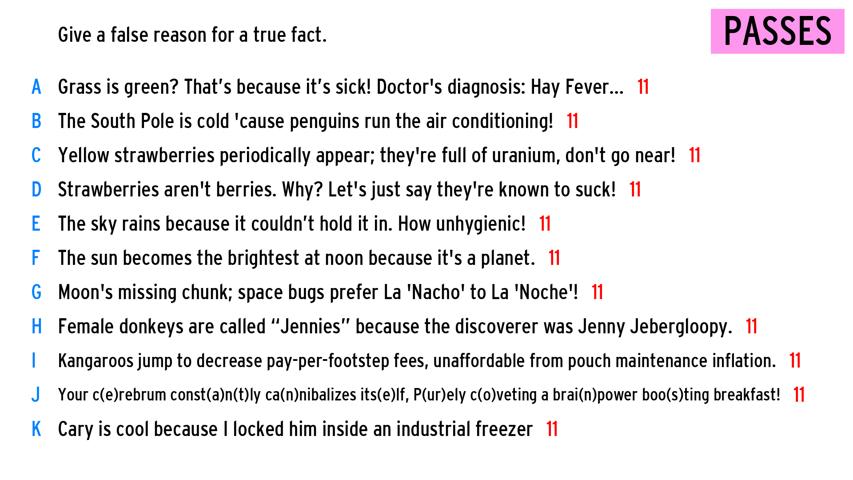 Give a false reason for a true fact.
PASSES
A Grass is green? That’s because it’s sick! Doctor's diagnosis: Hay Fever... 11
B The South Pole is cold 'cause penguins run the air conditioning! 11
C Yellow strawberries periodically appear; they're full of uranium, don't go near! 11
D Strawberries aren't berries. Why? Let's just say they're known to suck! 11
E The sky rains because it couldn’t hold it in. How unhygienic! 11
F The sun becomes the brightest at noon because it's a planet. 11
G Moon's missing chunk; space bugs prefer La 'Nacho' to La 'Noche'! 11
H Female donkeys are called “Jennies” because the discoverer was Jenny Jebergloopy. 11
I Kangaroos jump to decrease pay-per-footstep fees, unaffordable from pouch maintenance inflation. 11
J Your c(e)rebrum const(a)n(t)ly ca(n)nibalizes its(e)lf, P(ur)ely c(o)veting a brai(n)power boo(s)ting breakfast! 11
K Cary is cool because I locked him inside an industrial freezer 11